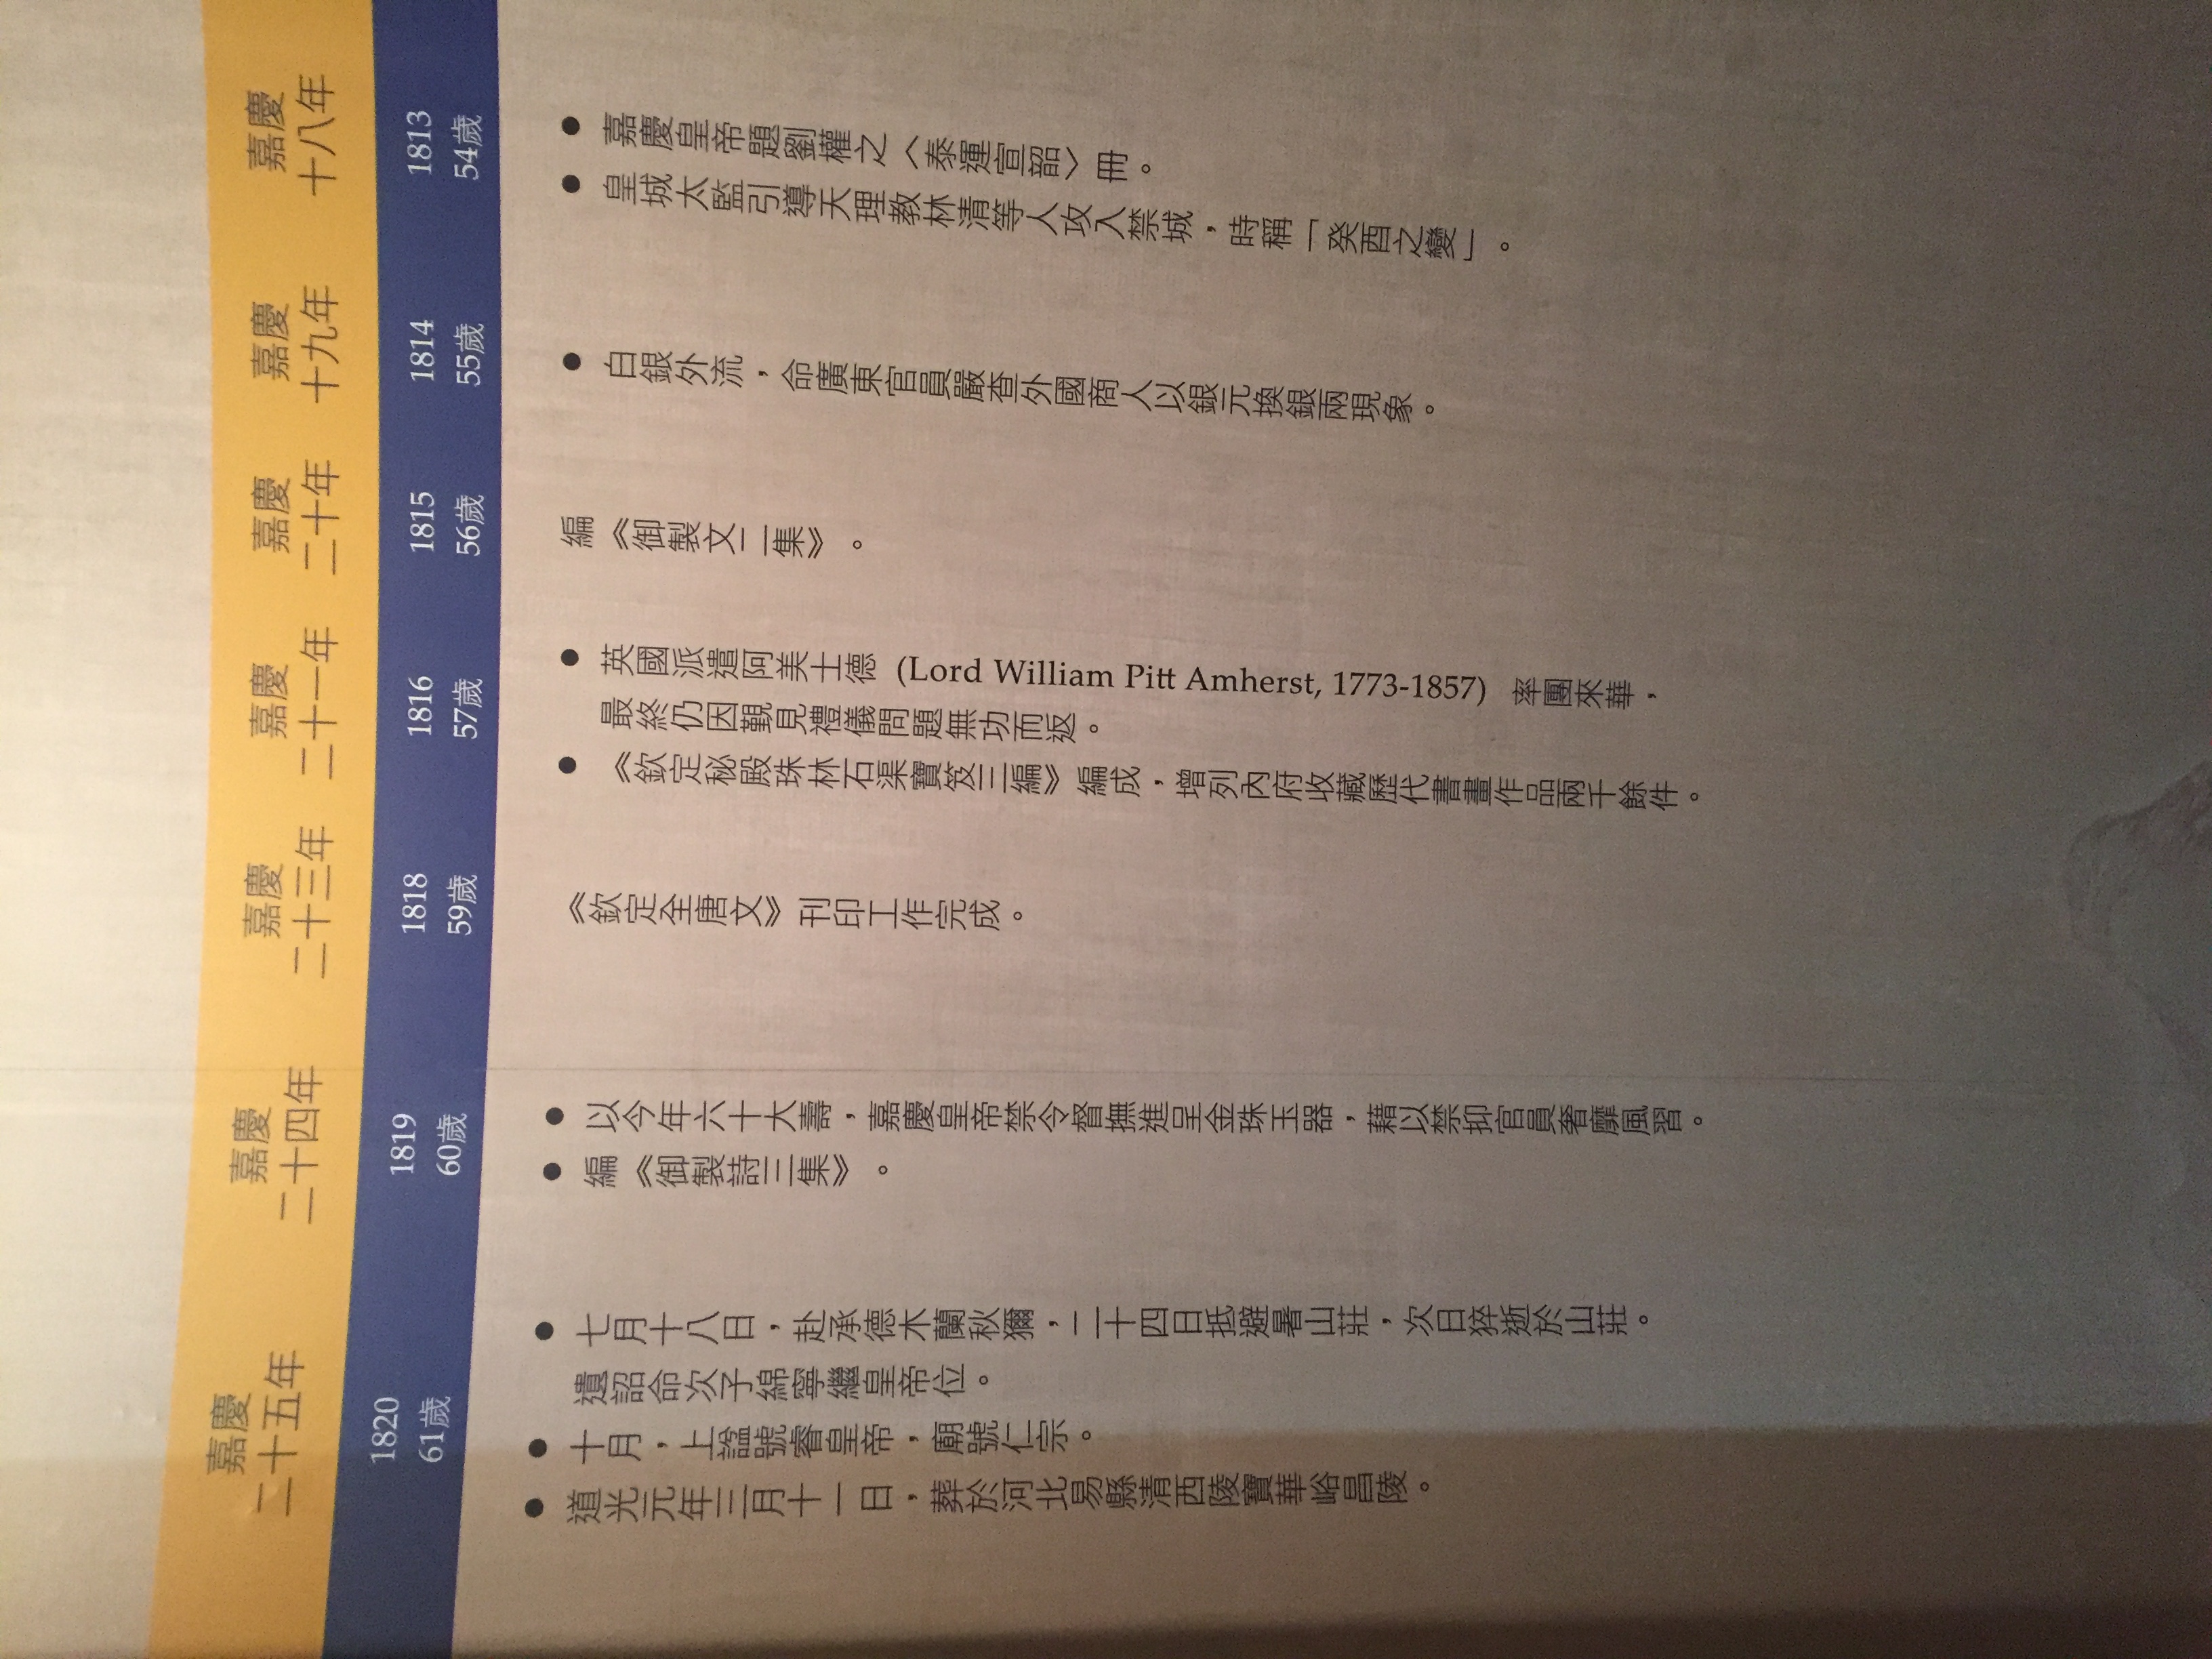 嘉慶
十八年
1813
54歲
● 嘉慶皇帝題劉權之〈泰運宣韶〉冊。
● 皇城太監引導天理教林清等人攻入禁城，時稱「癸酉之變」。
嘉慶
十九年
1814
55歲
● 白銀外流，命廣東官員嚴查外國商人以銀元換銀兩現象。
嘉慶
二十年
1815
56歲
編《御製文二集》。
嘉慶
二十一年
1816
57歲
● 英國派遣阿美士德 (Lord William Pitt Amherst, 1773-1857) 率團來華，
最終仍因覲見禮儀問題無功而返。
● 《欽定秘殿珠林石渠寶笈三編》編成，增列內府收藏歷代書畫作品兩千餘件。
嘉慶
二十三年
1818
59歲
《欽定全唐文》刊印工作完成。
嘉慶
二十四年
1819
60歲
● 以今年六十大壽，嘉慶皇帝禁令督撫進呈金珠玉器，藉以禁抑官員奢靡風習。
● 編《御製詩三集》。
嘉慶
二十五年
1820
61歲
● 七月十八日，赴承德木蘭秋獮，二十四日抵避暑山莊，次日猝逝於山莊。
遺詔命次子綿寧繼皇帝位。
● 十月，上諡號睿皇帝，廟號仁宗。
● 道光元年三月十一日，葬於河北易縣清西陵寶華峪昌陵。